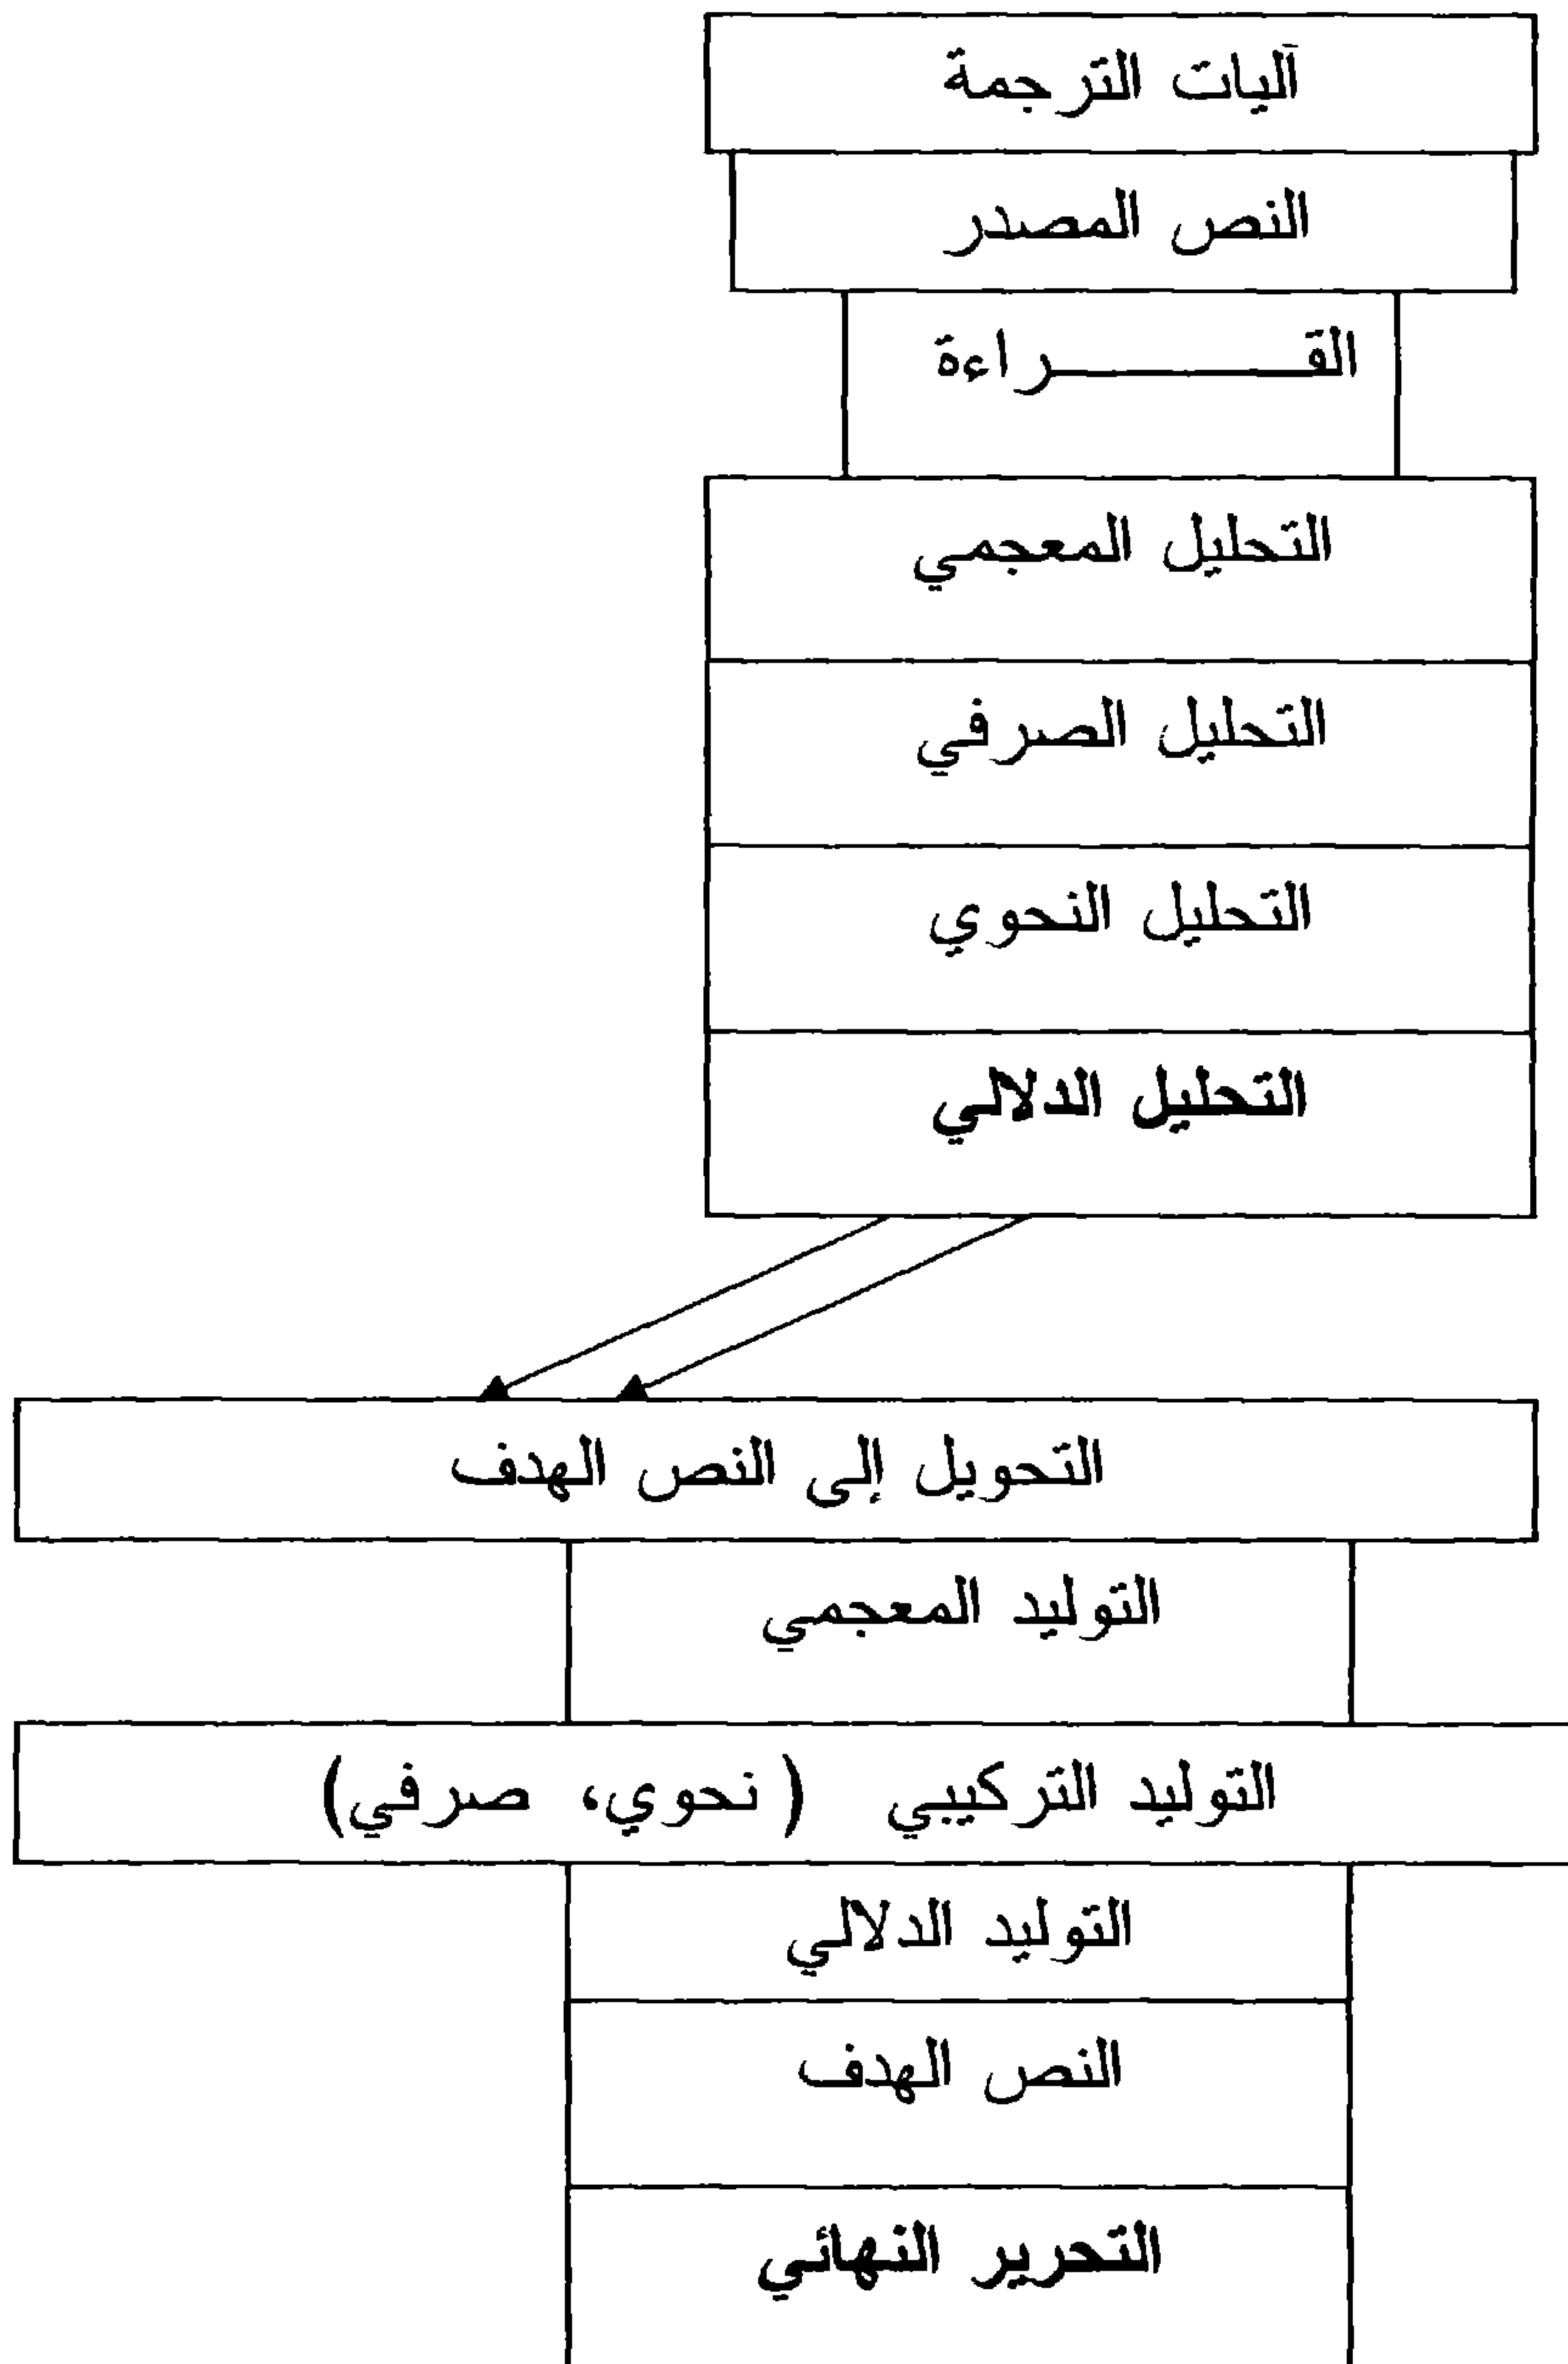 آليات الترجمة
النص المصدر
القـــــــــراءة
التحليل المعجمي
التحليل الصرفي
التحليل النحوي
التحليل الدلالي
التحويل إلى النص الهدف
التوليد المعجمي
التوليد التركيبي (نحوي، صرفي)
التوليد الدلالي
النص الهدف
التحرير النهائي